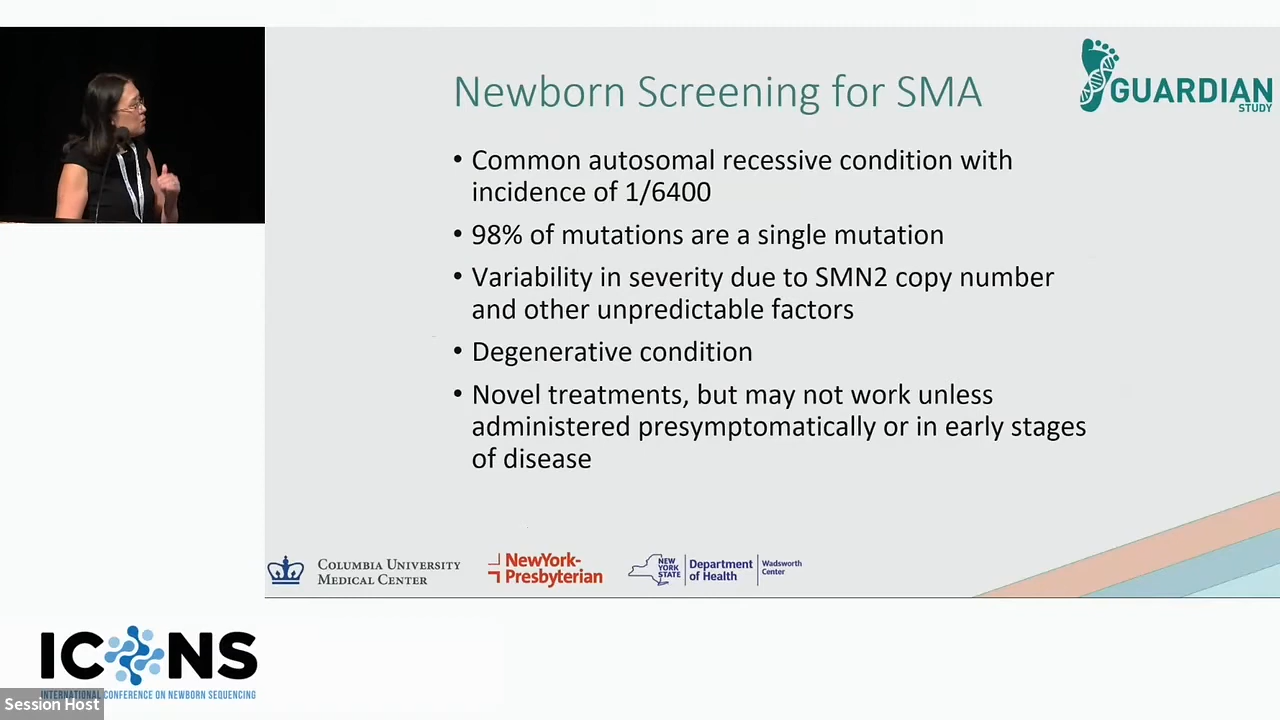 Newborn Screening for SMA
GUARDIAN
STUDY
• Common autosomal recessive condition with
incidence of 1/6400
• 98% of mutations are a single mutation
• Variability in severity due to SMN2 copy number
and other unpredictable factors
• Degenerative condition
• Novel treatments, but may not work unless
administered presymptomatically or in early stages
of disease
COLUMBIA UNIVERSITY
MEDICAL CENTER
NewYork-
Presbyterian
NEW
YORK
STATE
Department
of Health
Wadsworth
Center
ICONS
INTERNATIONAL CONFERENCE ON NEWBORN SEQUENCING
Session Host